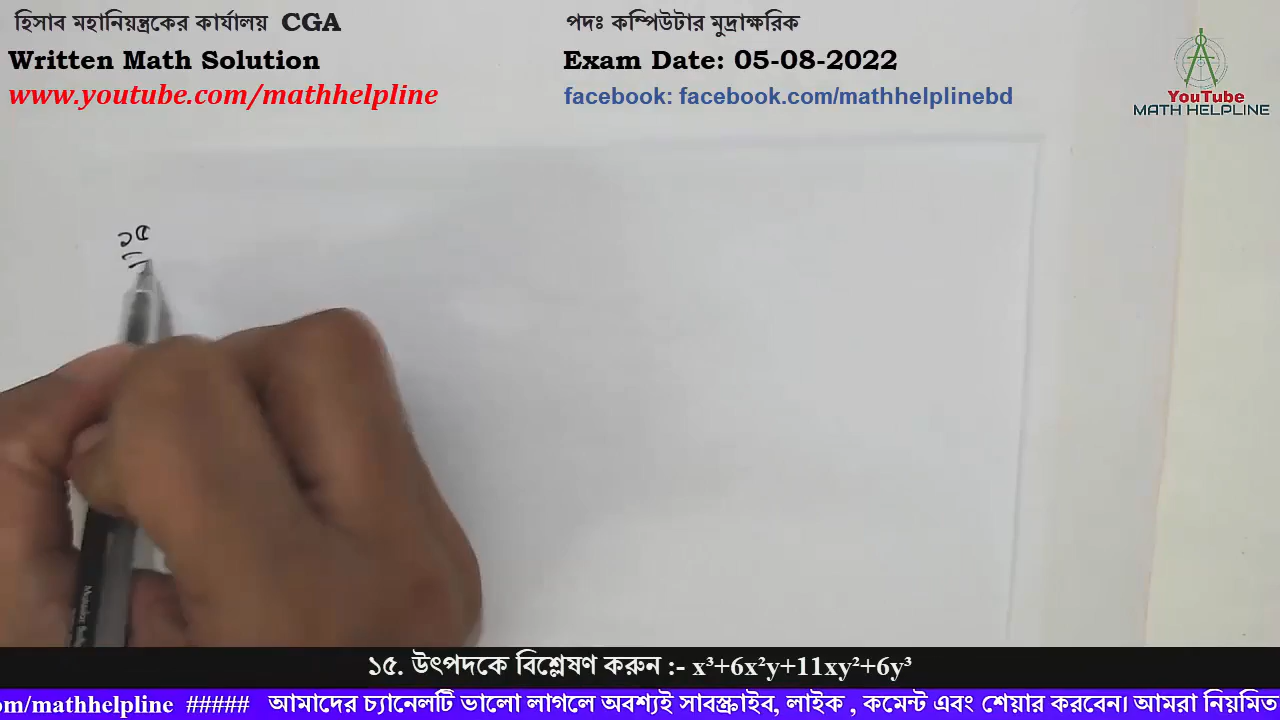 হিসাব মহানিয়ন্ত্রকের কার্যালয় CGA
পদঃ কম্পিউটার মুদ্রাক্ষরিক
Written Math Solution
Exam Date: 05-08-2022
www.youtube.com/mathhelpline
facebook: facebook.com/mathhelplinebd
YouTube
MATH HELPLINE
১৫
১৫. উৎপদকে বিশ্লেষণ করুন :- x³+6x²y+11xy²+6y³
om/mathhelpline ##### আমাদের চ্যানেলটি ভালো লাগলে অবশ্যই সাবস্ক্রাইব, লাইক , কমেন্ট এবং শেয়ার করবেন। আমরা নিয়মিত